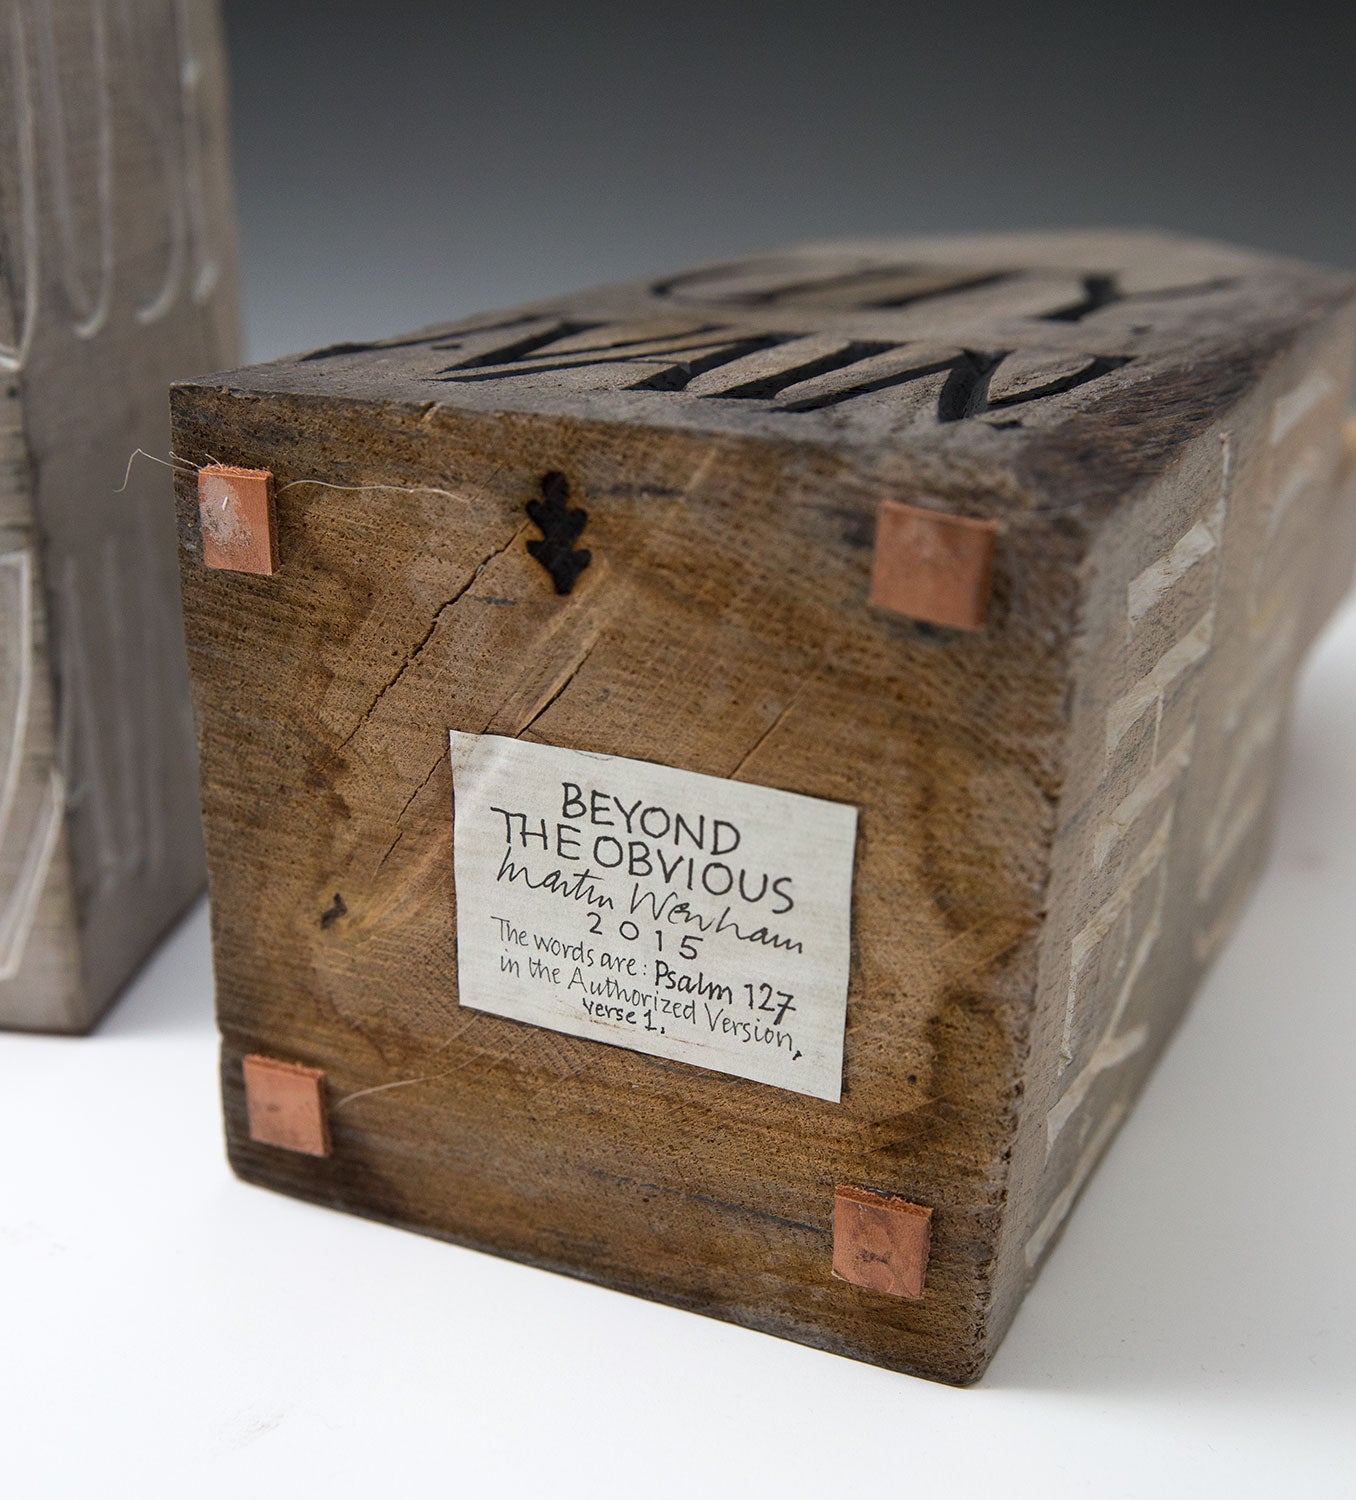 BEYOND
THE OBVIOUS
Martin Wenham
2015
The words are: Psalm 127
in the Authorized Version,
verse 1.